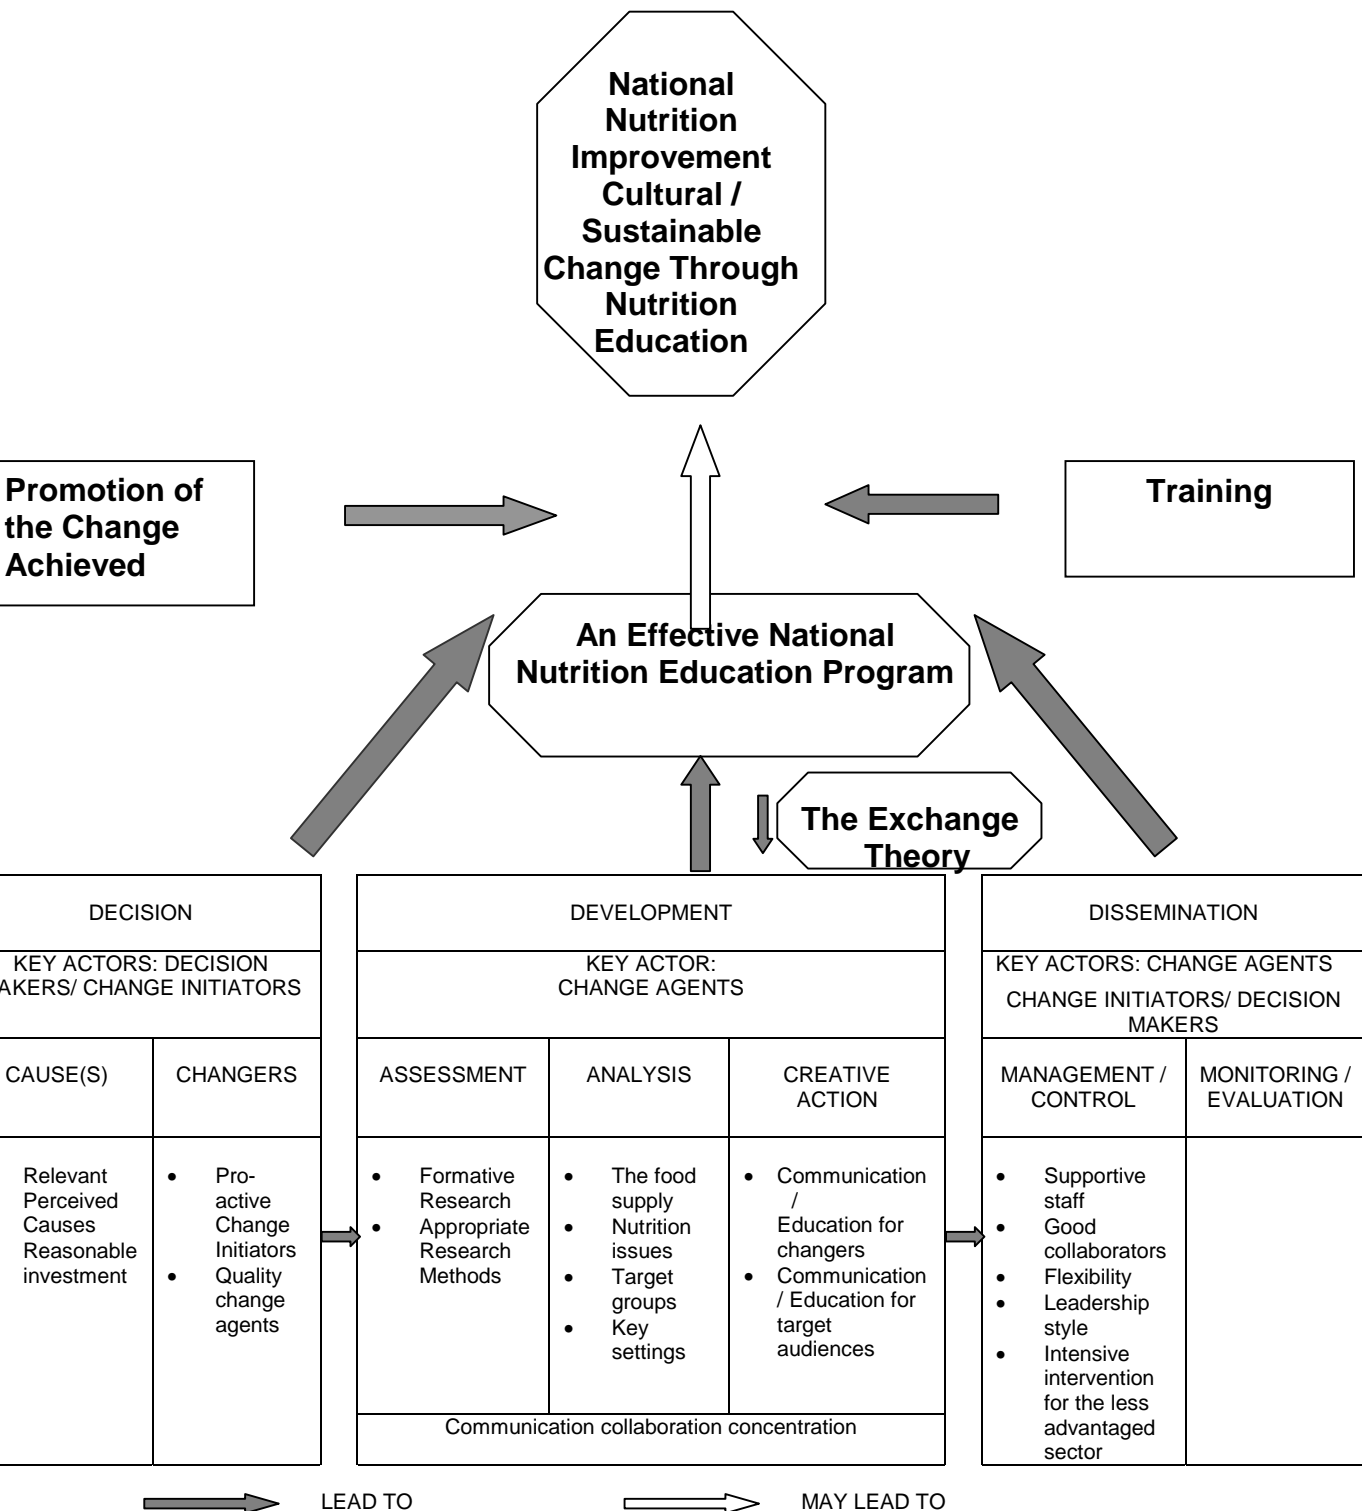 National
Nutrition
Improvement
Cultural /
Sustainable
Change Through
Nutrition
Education
Promotion of
the Change
Achieved
Training
An Effective National
Nutrition Education Program
The Exchange
Theory
DECISION
KEY ACTORS: DECISION
AKERS/ CHANGE INITIATORS
CAUSE(S)
CHANGERS
Relevant
Perceived
Causes
Reasonable
investment
• Pro-
active
Change
Initiators
• Quality
change
agents
DEVELOPMENT
KEY ACTOR:
CHANGE AGENTS
ASSESSMENT
ANALYSIS
CREATIVE
ACTION
• Formative
Research
• Appropriate
Research
Methods
• The food
supply
• Nutrition
issues
• Target
groups
• Key
settings
• Communication
/
Education for
changers
• Communication
/ Education for
target
audiences
Communication collaboration concentration
DISSEMINATION
KEY ACTORS: CHANGE AGENTS
CHANGE INITIATORS/ DECISION
MAKERS
MANAGEMENT /
CONTROL
MONITORING /
EVALUATION
• Supportive
staff
• Good
collaborators
• Flexibility
• Leadership
style
• Intensive
intervention
for the less
advantaged
sector
LEAD TO
MAY LEAD TO